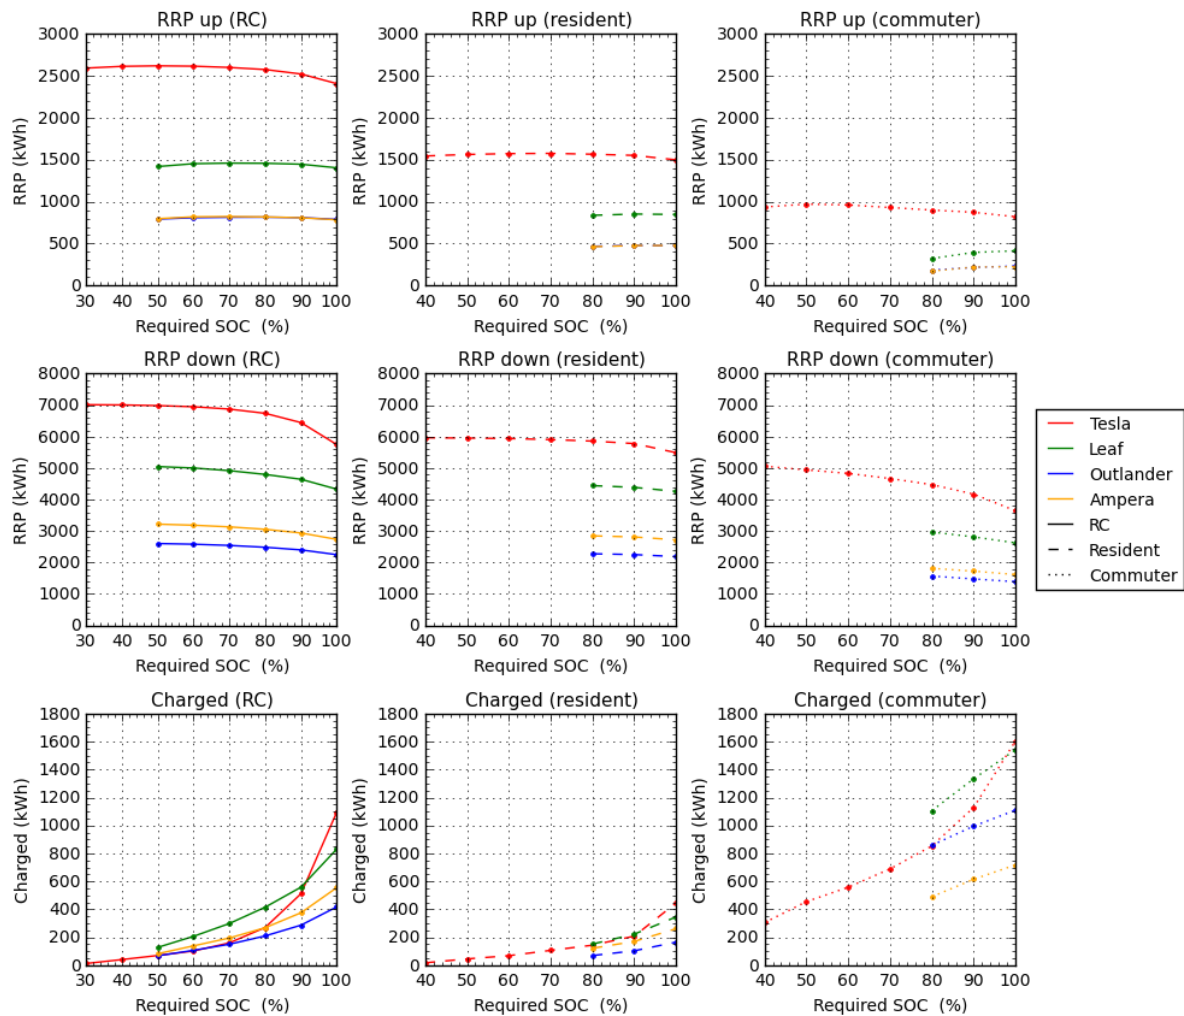 RRP up (RC)
RRP (kWh)
3000
2500
2000
1500
1000
500
0
30 40 50 60 70 80 90 100
Required SOC (%)
RRP up (resident)
RRP (kWh)
3000
2500
2000
1500
1000
500
0
40 50 60 70 80 90 100
Required SOC (%)
RRP up (commuter)
RRP (kWh)
3000
2500
2000
1500
1000
500
0
40 50 60 70 80 90 100
Required SOC (%)
RRP down (RC)
RRP (kWh)
8000
7000
6000
5000
4000
3000
2000
1000
0
30 40 50 60 70 80 90 100
Required SOC (%)
RRP down (resident)
RRP (kWh)
8000
7000
6000
5000
4000
3000
2000
1000
0
40 50 60 70 80 90 100
Required SOC (%)
RRP down (commuter)
RRP (kWh)
8000
7000
6000
5000
4000
3000
2000
1000
0
40 50 60 70 80 90 100
Required SOC (%)
Tesla
Leaf
Outlander
Ampera
RC
Resident
Commuter
Charged (RC)
Charged (kWh)
1800
1600
1400
1200
1000
800
600
400
200
0
30 40 50 60 70 80 90 100
Required SOC (%)
Charged (resident)
Charged (kWh)
1800
1600
1400
1200
1000
800
600
400
200
0
40 50 60 70 80 90 100
Required SOC (%)
Charged (commuter)
Charged (kWh)
1800
1600
1400
1200
1000
800
600
400
200
0
40 50 60 70 80 90 100
Required SOC (%)